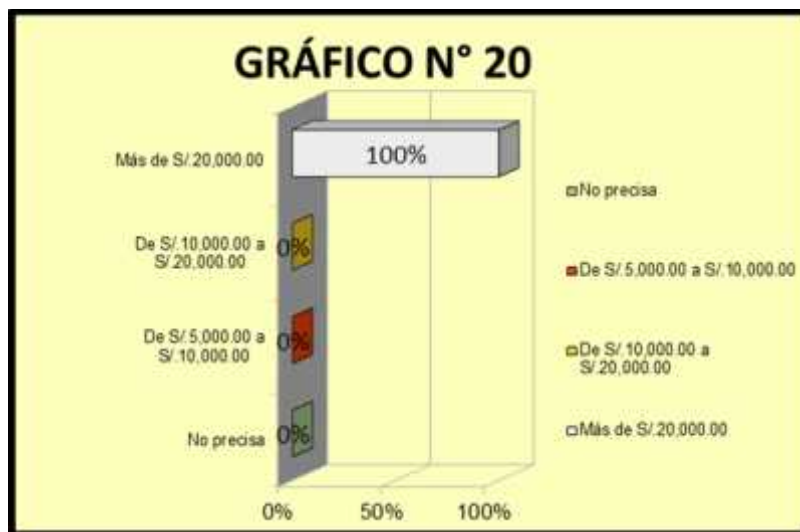 GRÁFICO N° 20
Más de S/.20,000.00
100%
De S/.10,000.00 a
S/.20,000.00
0%
De S/.5,000.00 a
S/.10,000.00
0%
No precisa
0%
0%
50%
100%
No precisa
De S/.5,000.00 a S/.10,000.00
De S/.10,000.00 a
S/.20,000.00
Más de S/.20,000.00